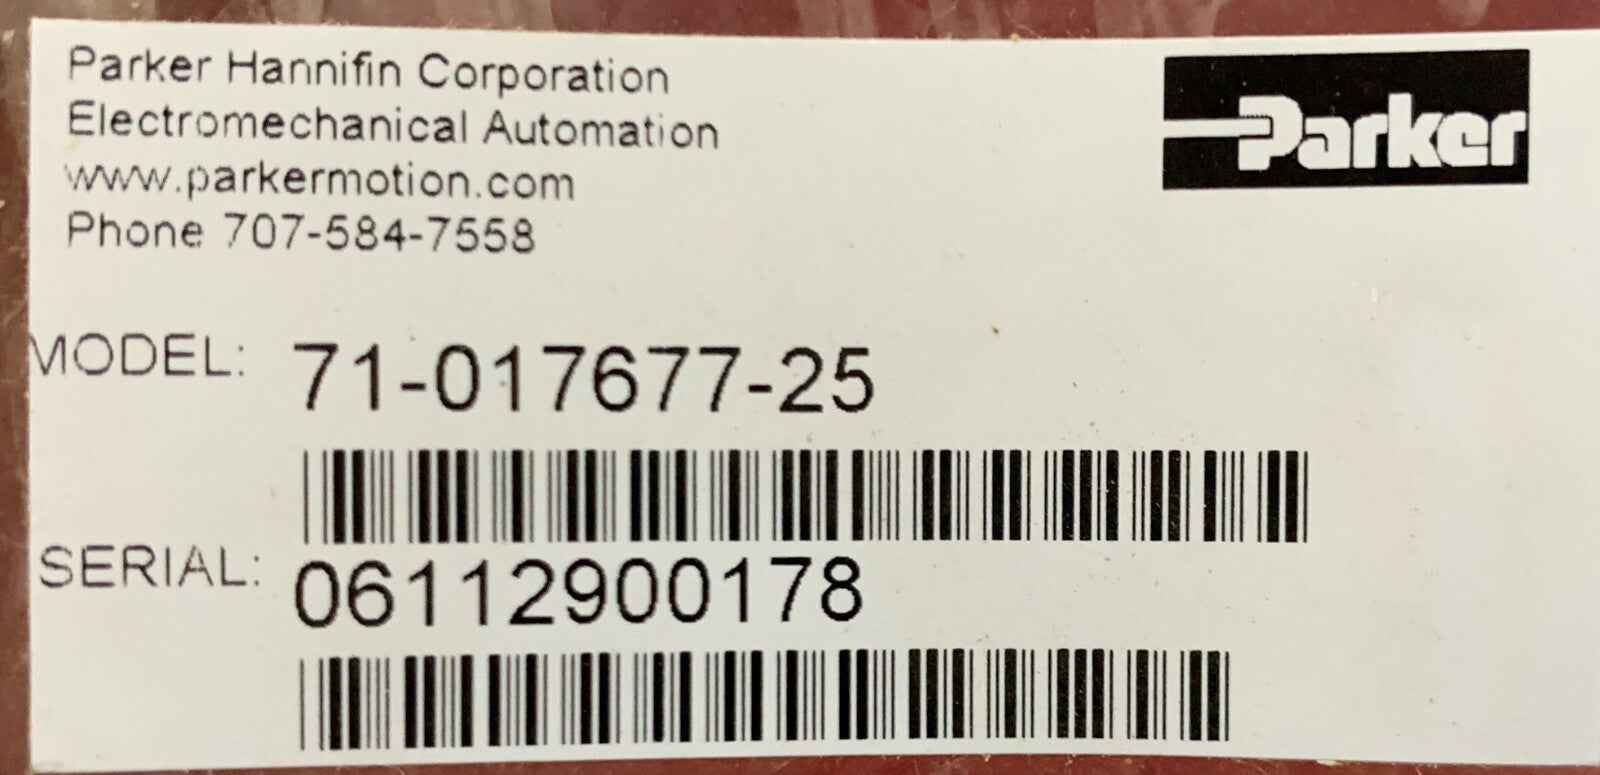 Parker Hannifin Corporation
Electromechanical Automation
www.parkermotion.com
Phone 707-584-7558
Parker
MODEL: 71-017677-25
SERIAL: 06112900178